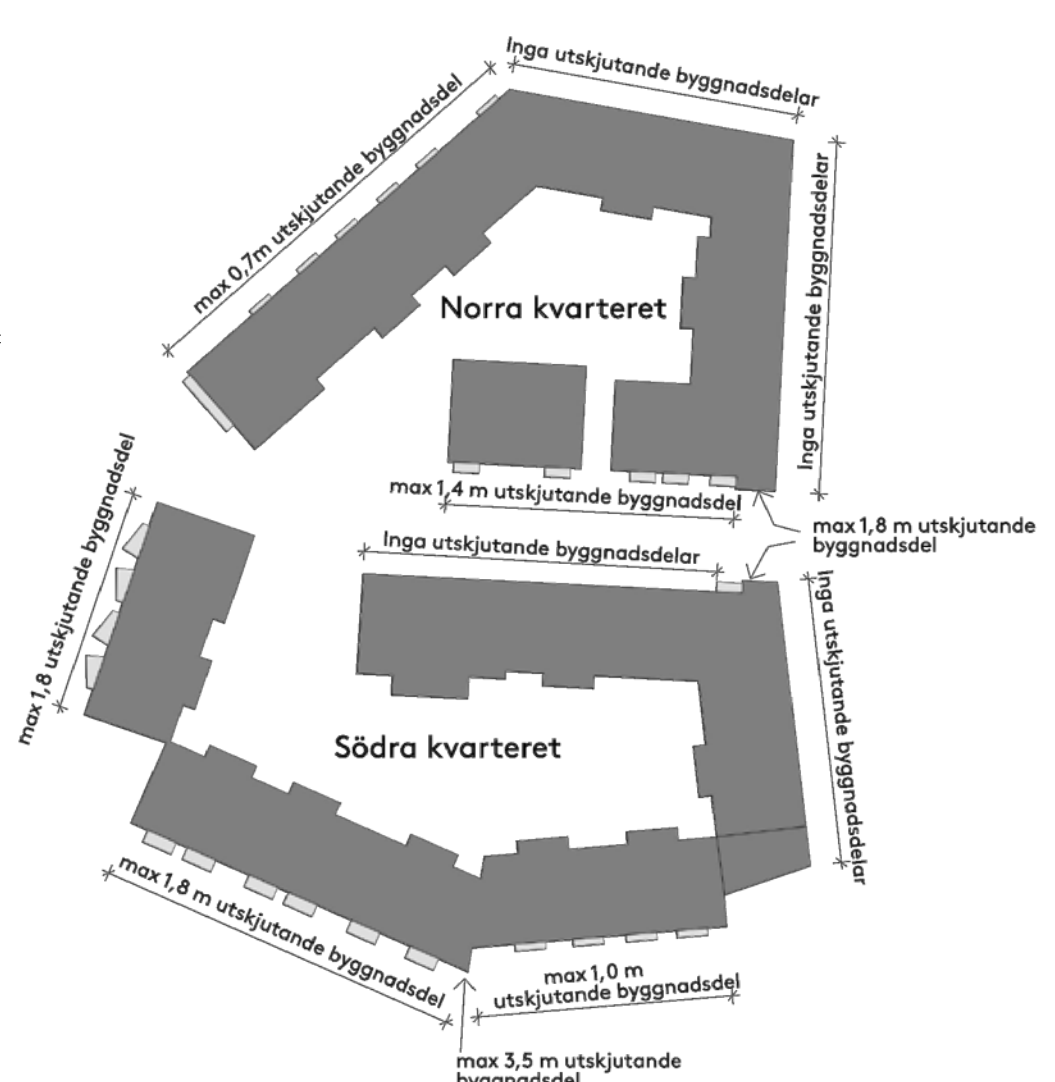 Inga utskjutande byggnadsdelar
max 0,7m utskjutande byggnadsdel
Inga utskjutande byggnadsdelar
Norra kvarteret
max 1,4 m utskjutande byggnadsdel
max 1,8 m utskjutande
byggnadsdel
Inga utskjutande byggnadsdelar
max 1,8 m utskjutande byggnadsdel
Inga utskjutande byggnadsdelar
Södra kvarteret
max 1,8 m utskjutande byggnadsdel
max 1,0 m
utskjutande byggnadsdel
max 3,5 m utskjutande
byggnadsdel